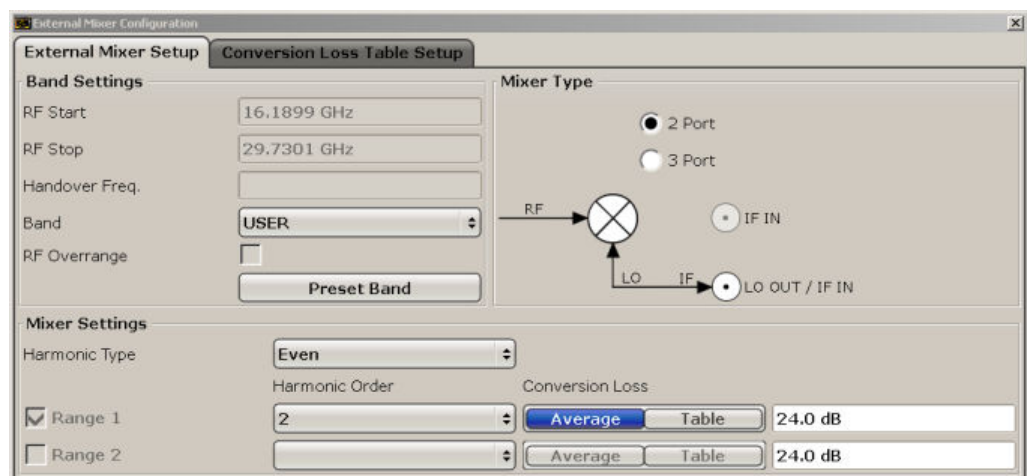 External Mixer Configuration
External Mixer Setup
Conversion Loss Table Setup
Band Settings
RF Start
16.1899 GHz
RF Stop
29.7301 GHz
Handover Freq.
Band
USER
RF Overrange
Preset Band
Mixer Type
2 Port
3 Port
RF
IF IN
LO
IF
LO OUT / IF IN
Mixer Settings
Harmonic Type
Even
Harmonic Order
Conversion Loss
Range 1
2
Average
Table
24.0 dB
Range 2
Average
Table
24.0 dB